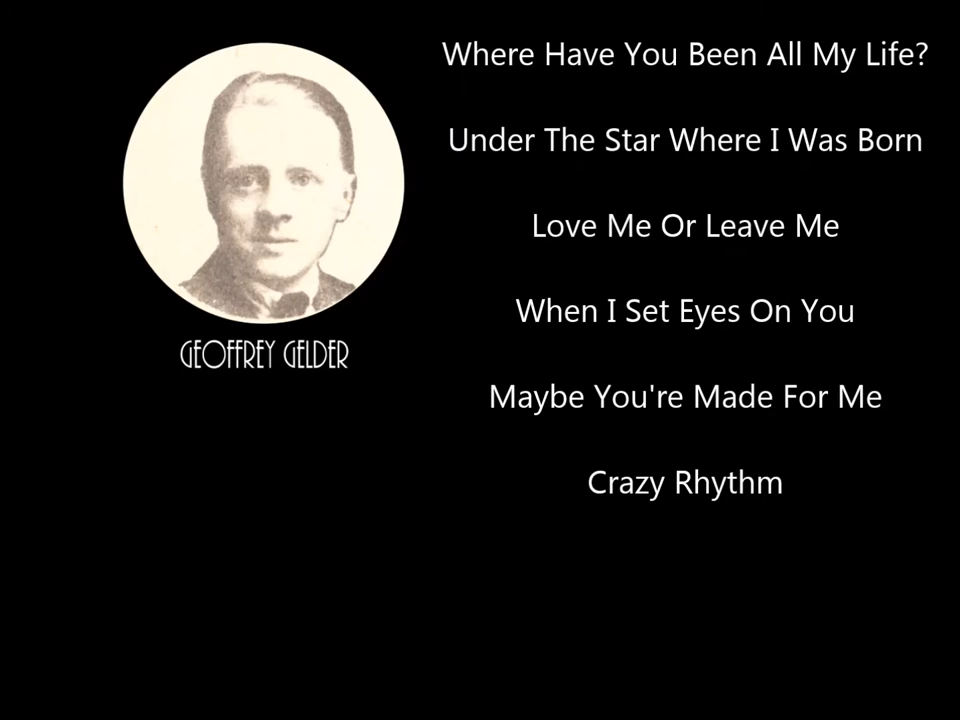 Where Have You Been All My Life?
Under The Star Where I Was Born
Love Me Or Leave Me
When I Set Eyes On You
Maybe You're Made For Me
Crazy Rhythm
GEOFFREY GELDER